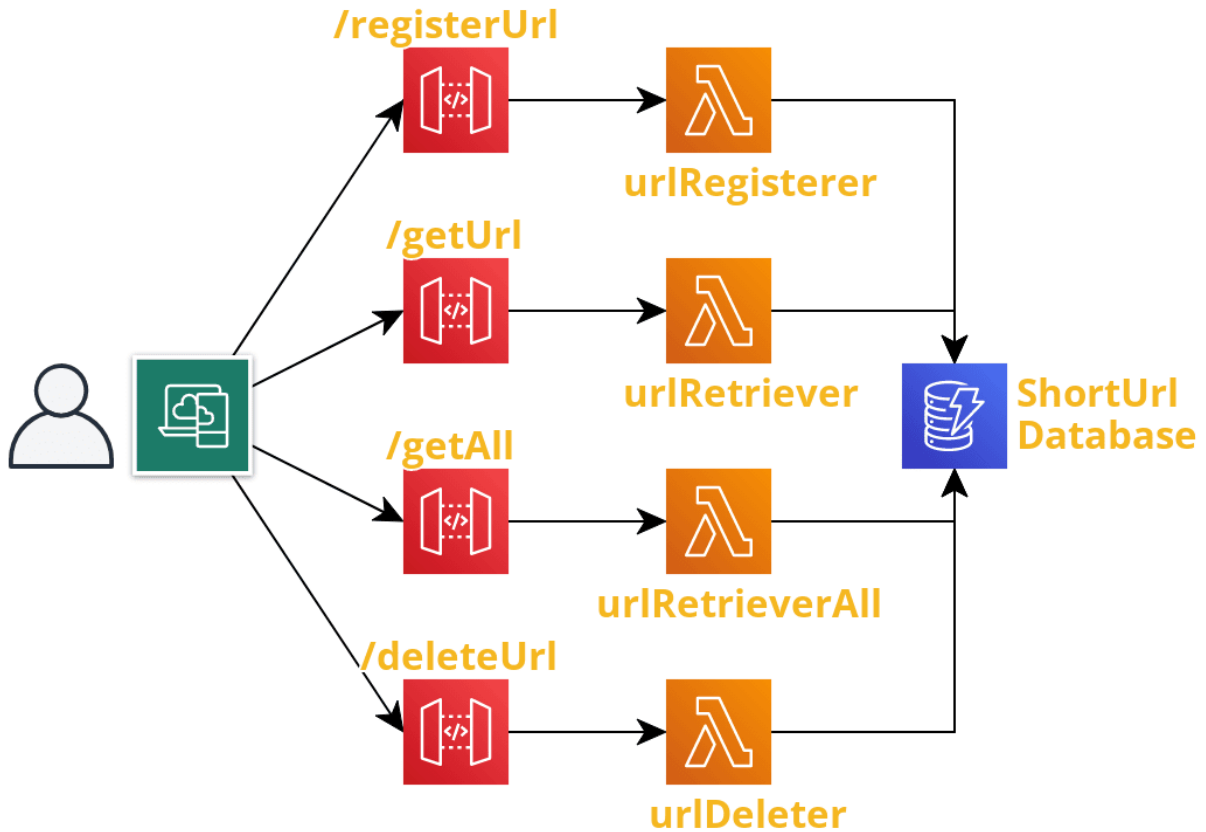 /registerUrl
urlRegisterer
/getUrl
urlRetriever
/getAll
urlRetrieverAll
/deleteUrl
urlDeleter
ShortUrl
Database